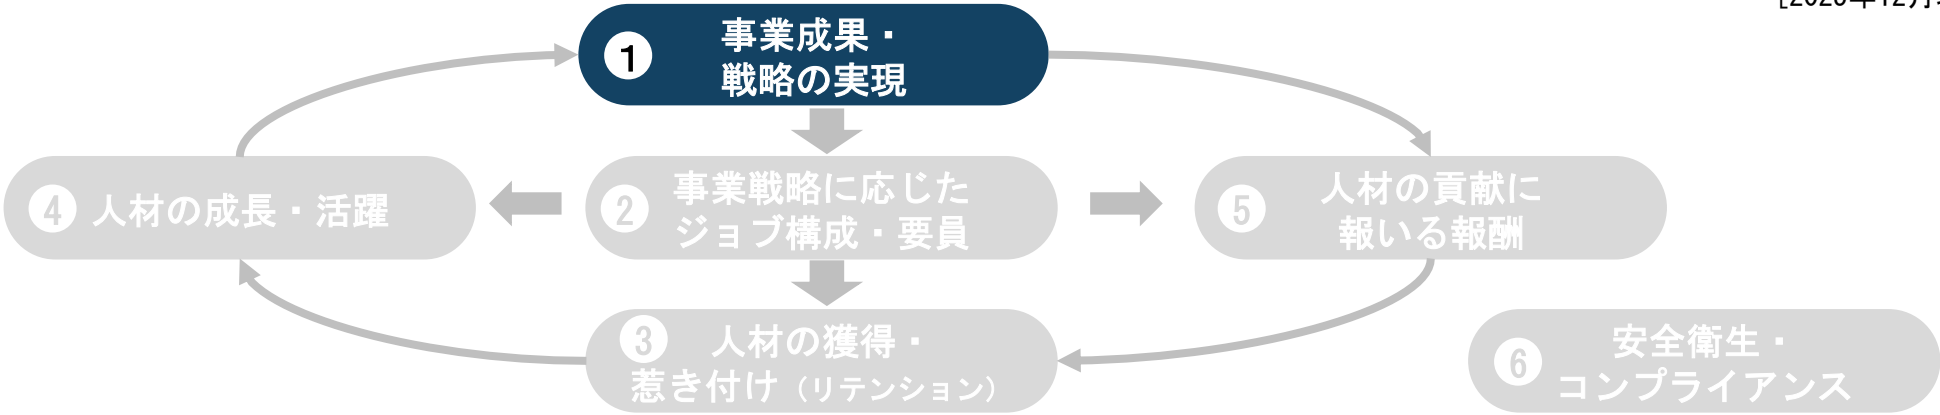 1 事業成果・
戦略の実現
4 人材の成長・活躍
2 事業戦略に応じた
ジョブ構成・要員
5 人材の貢献に
報いる報酬
3 人材の獲得・
惹き付け（リテンション）
6 安全衛生・
コンプライアンス